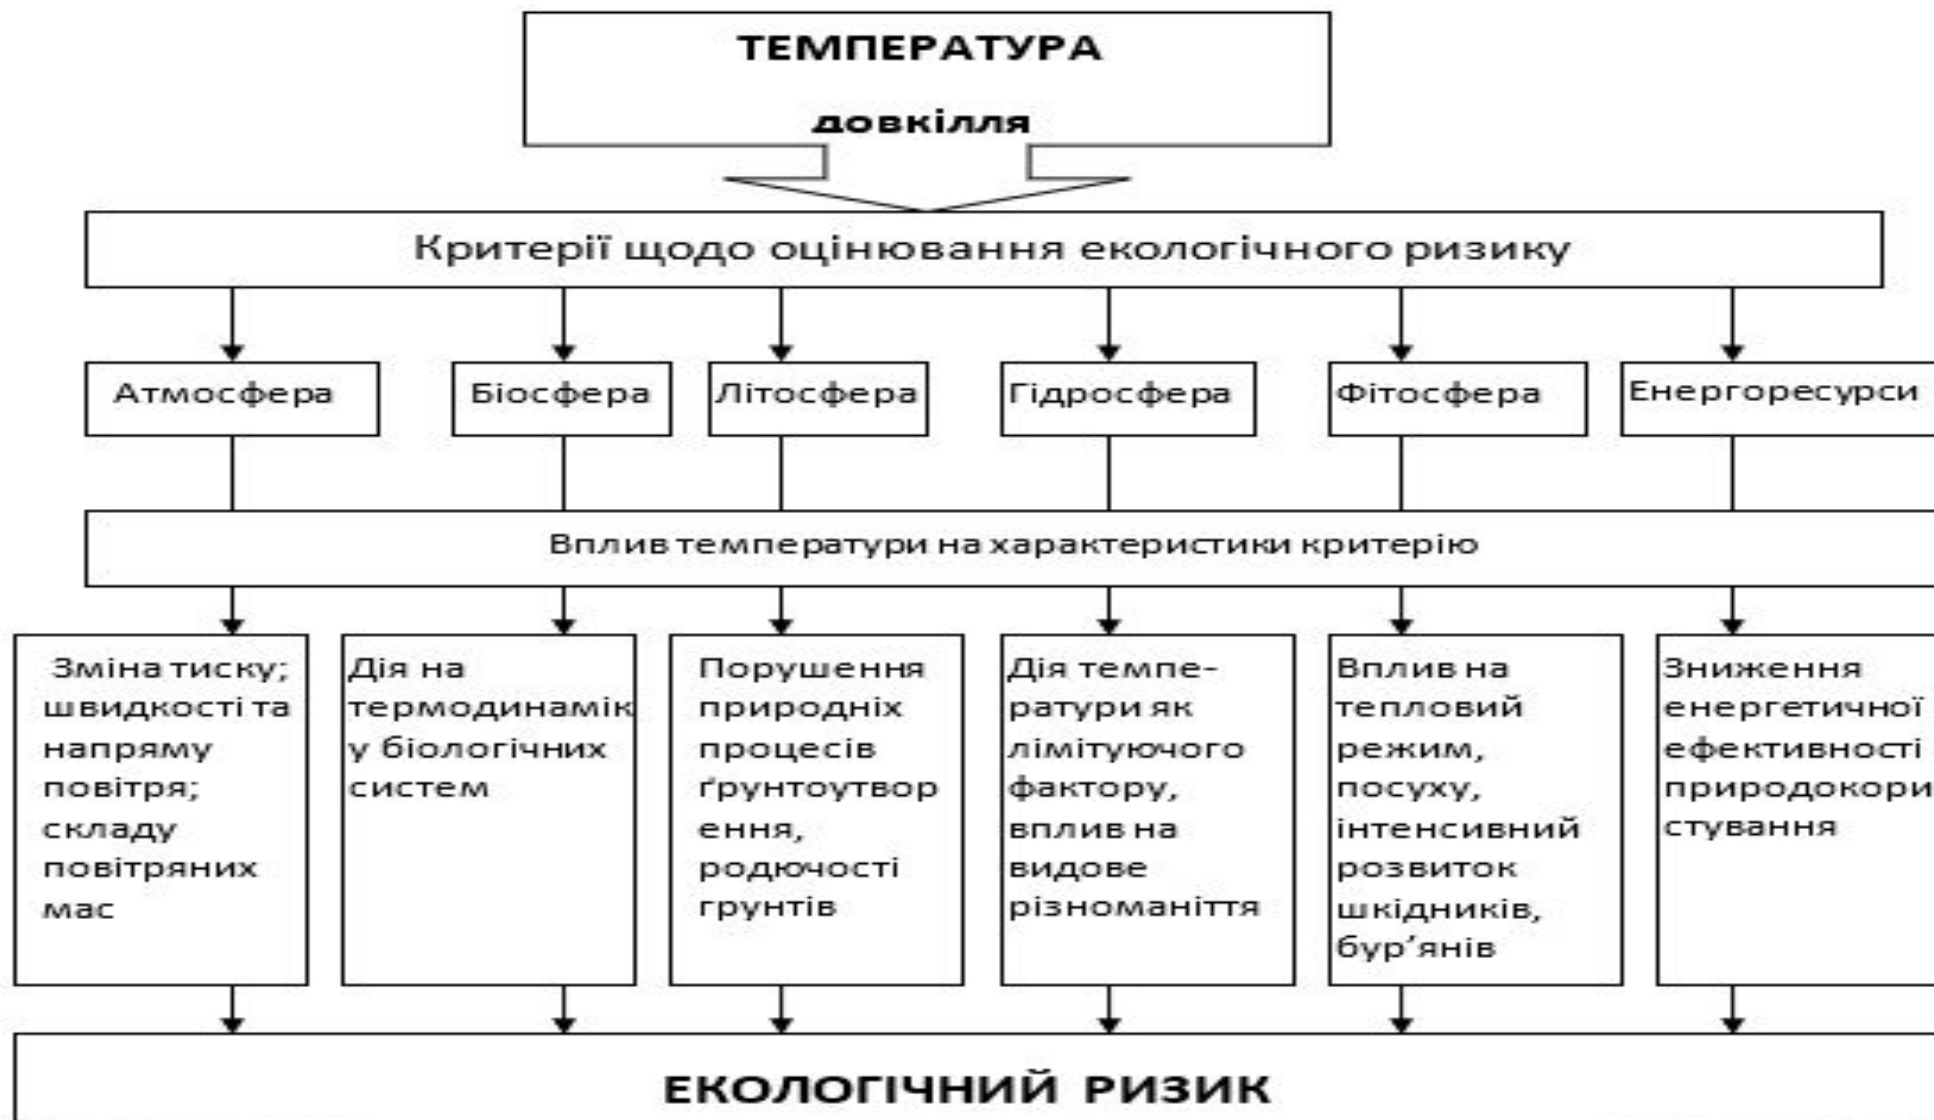 ТЕМПЕРАТУРА
довкілля
Критерії щодо оцінювання екологічного ризику
Атмосфера
Біосфера
Літосфера
Гідросфера
Фітосфера
Енергоресурси
Вплив температури на характеристики критерію
Зміна тиску;
швидкості та
напряму
повітря;
складу
повітряних
мас
Дія на
термодинамік
у біологічних
систем
Порушення
природніх
процесів
ґрунтоутвор
ення,
родючості
грунтів
Дія темпе-
ратури як
лімітуючого
фактору,
вплив на
видове
різноманіття
Вплив на
тепловий
режим,
посуху,
інтенсивний
розвиток
шкідників,
бур’янів
Зниження
енергетичної
ефективності
природокори
стування
ЕКОЛОГІЧНИЙ РИЗИК